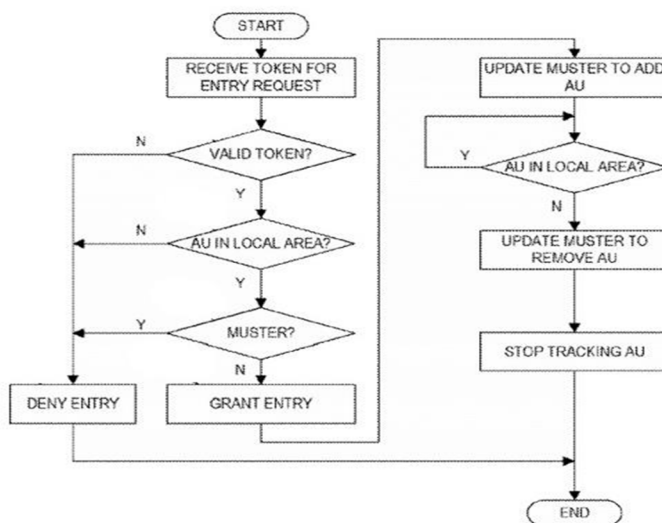 START
RECEIVE TOKEN FOR
ENTRY REQUEST
N
VALID TOKEN?
Y
N
AU IN LOCAL AREA?
Y
Y
MUSTER?
N
DENY ENTRY
GRANT ENTRY
UPDATE MUSTER TO ADD
AU
Y
AU IN LOCAL AREA?
N
UPDATE MUSTER TO
REMOVE AU
STOP TRACKING AU
END